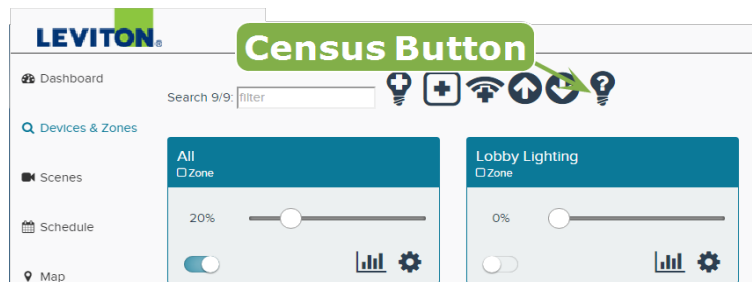 LEVITON®
Census Button
Dashboard
Search 9/9: filter
Devices & Zones
All
Zone
Lobby Lighting
Zone
Scenes
20%
0%
Schedule
Map